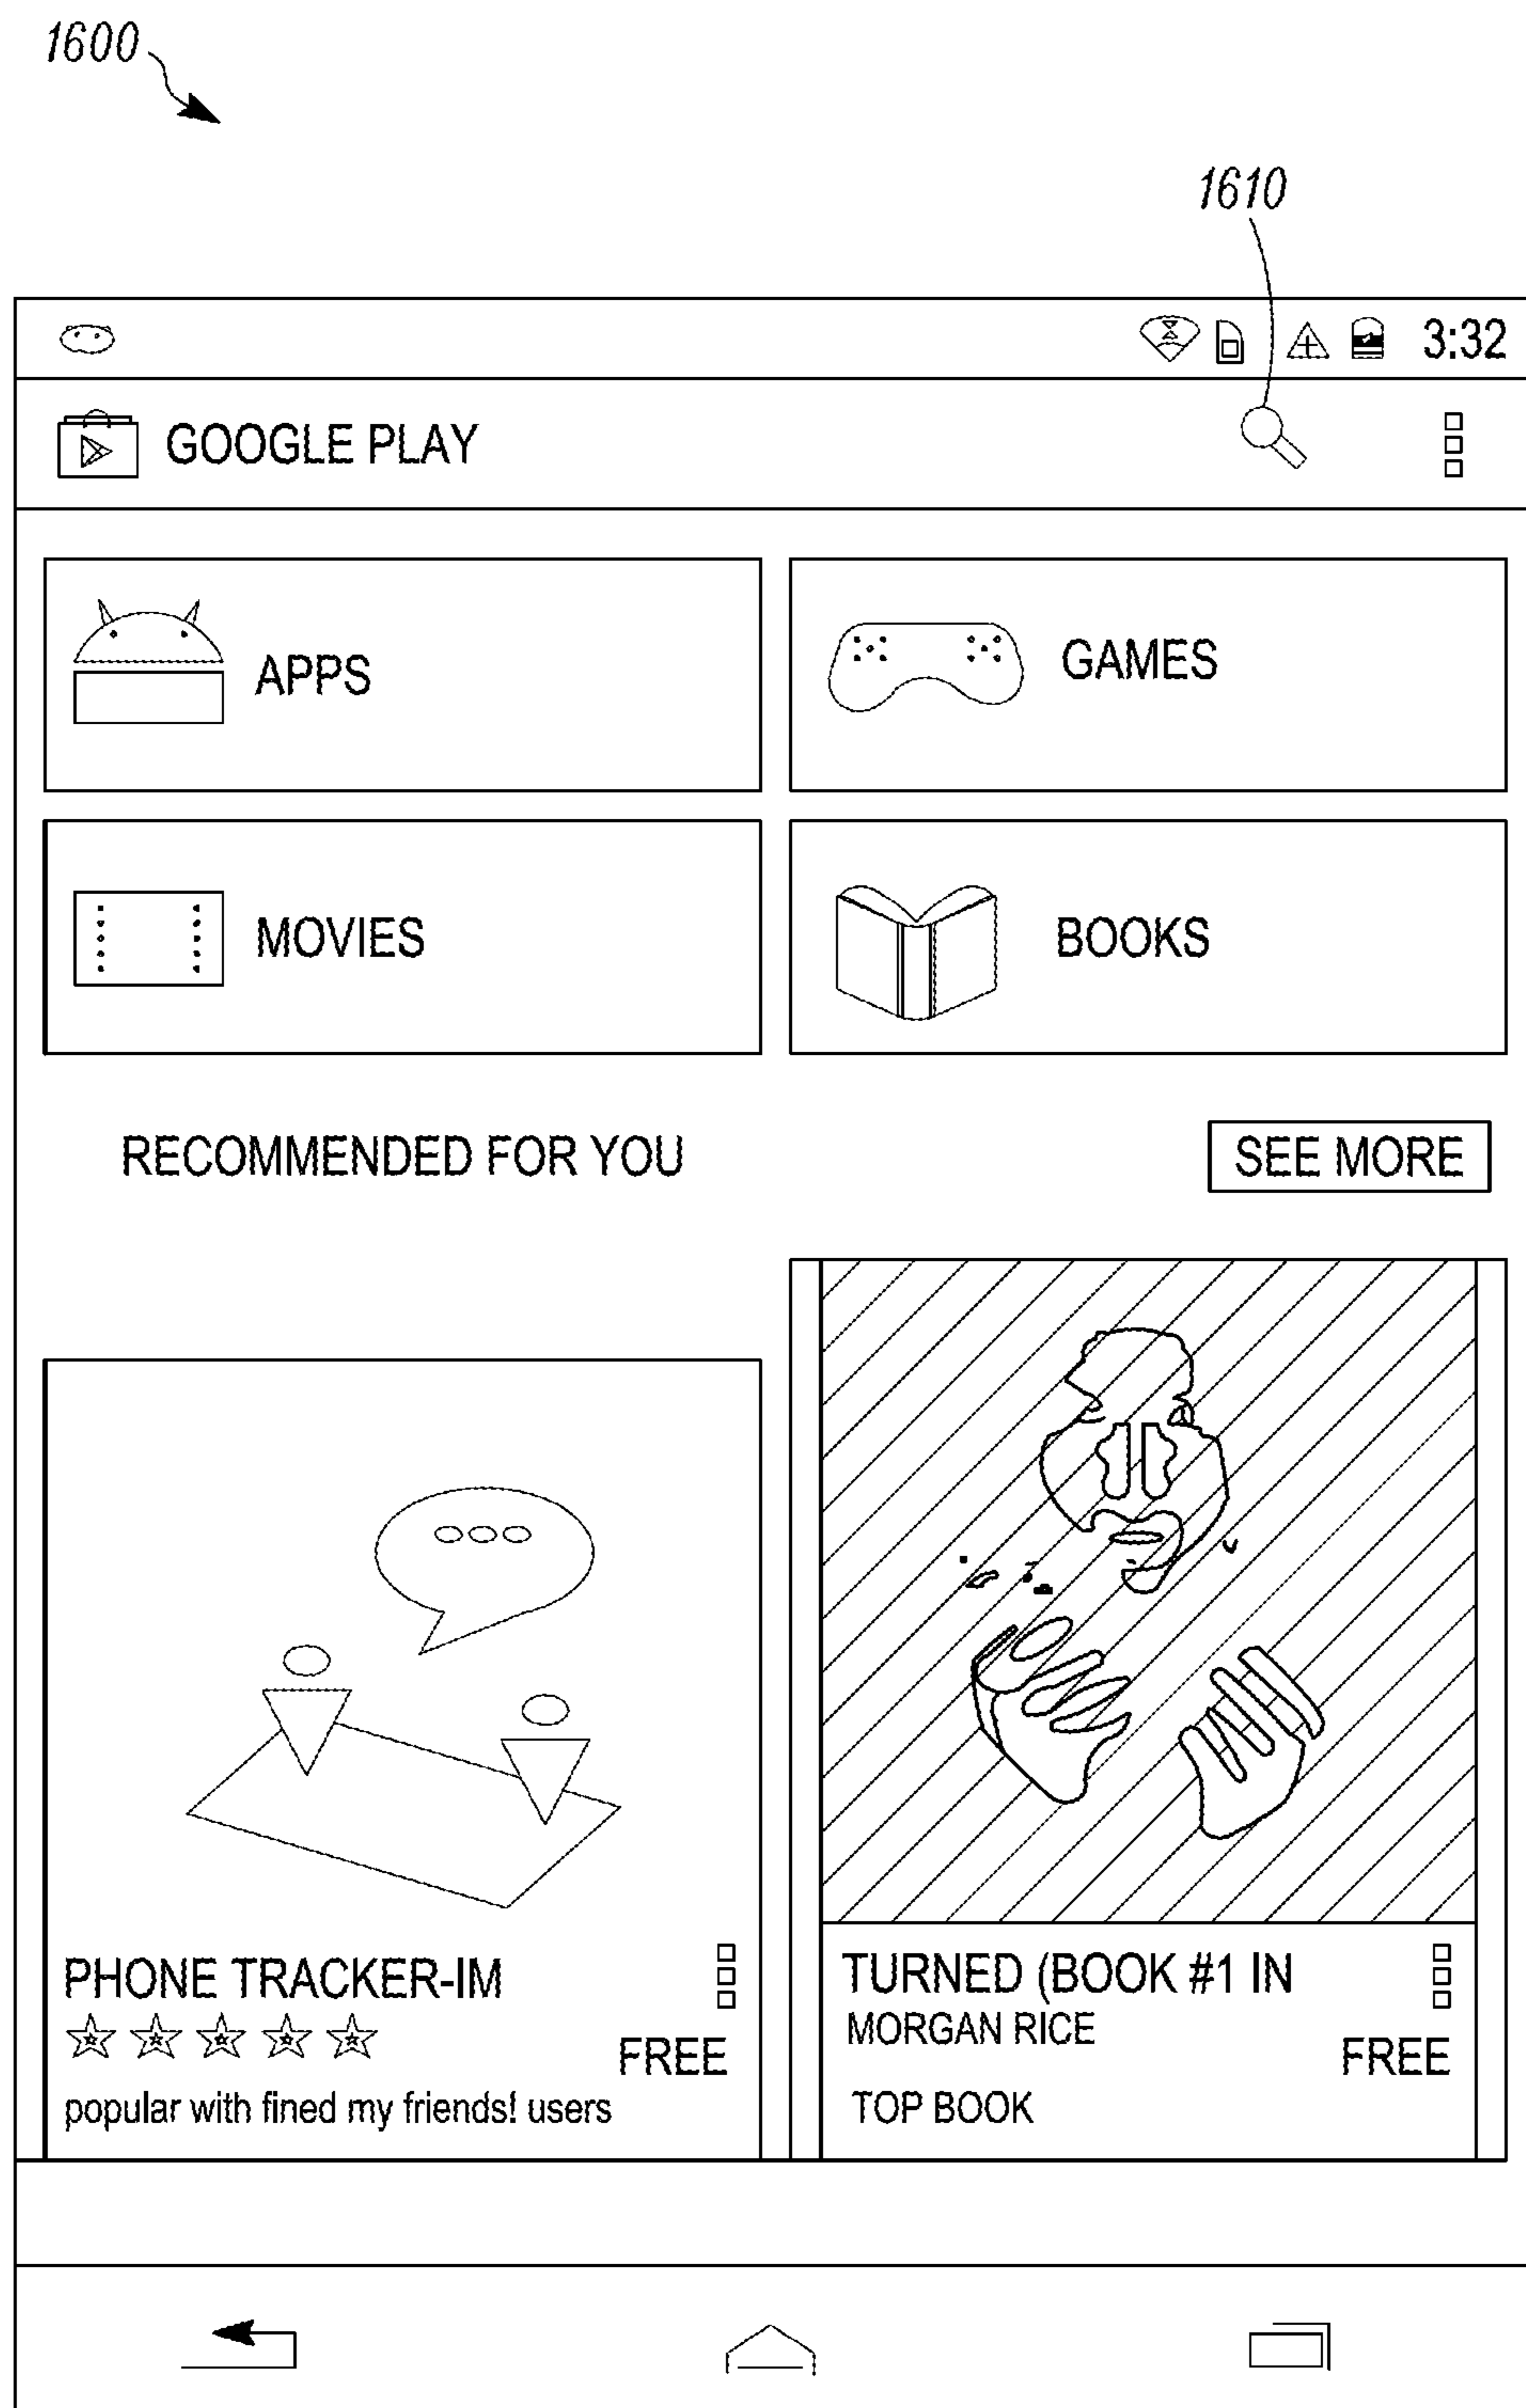 1600
1610
3:32
GOOGLE PLAY
APPS
GAMES
MOVIES
BOOKS
RECOMMENDED FOR YOU
SEE MORE
PHONE TRACKER-IM
FREE
popular with fined my friends! users
TURNED (BOOK #1 IN
MORGAN RICE
FREE
TOP BOOK